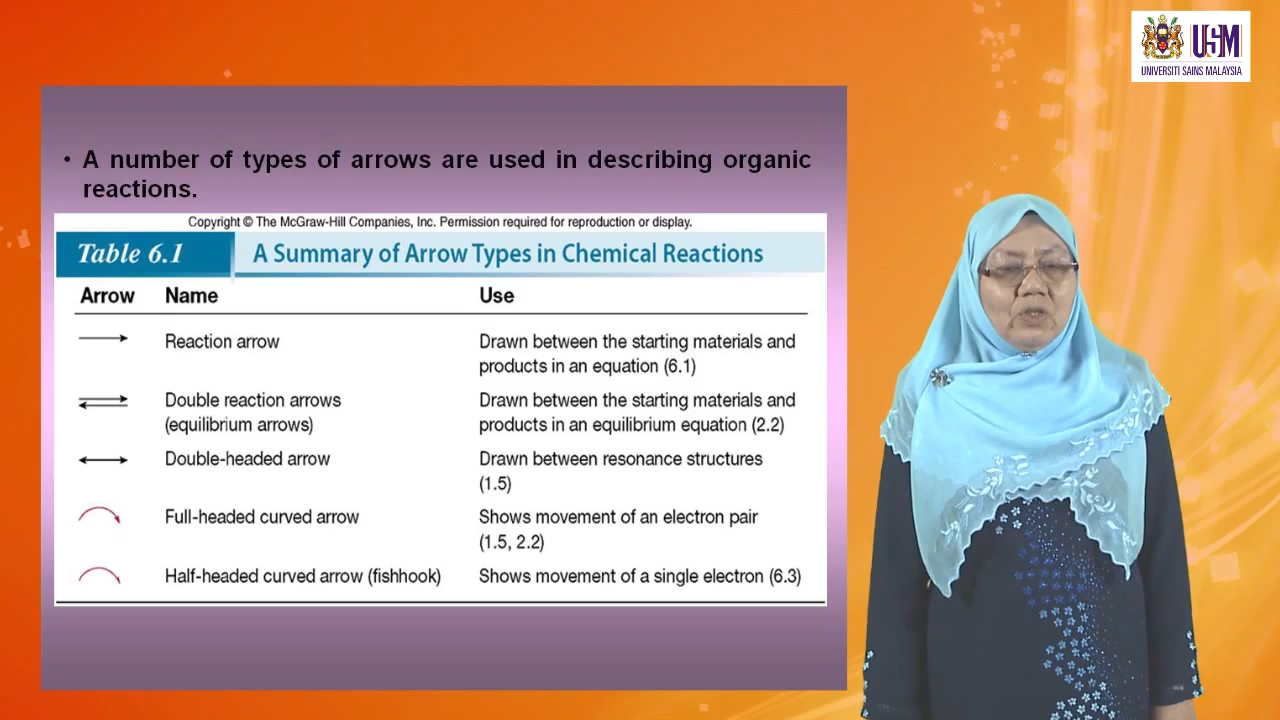 USM
UNIVERSITI SAINS MALAYSIA
• A number of types of arrows are used in describing organic
reactions.
Copyright © The McGraw-Hill Companies, Inc. Permission required for reproduction or display.
Table 6.1 A Summary of Arrow Types in Chemical Reactions
Arrow Name Use
Reaction arrow Drawn between the starting materials and
products in an equation (6.1)
Double reaction arrows Drawn between the starting materials and
(equilibrium arrows) products in an equilibrium equation (2.2)
Double-headed arrow Drawn between resonance structures
(1.5)
Full-headed curved arrow Shows movement of an electron pair
(1.5, 2.2)
Half-headed curved arrow (fishhook) Shows movement of a single electron (6.3)